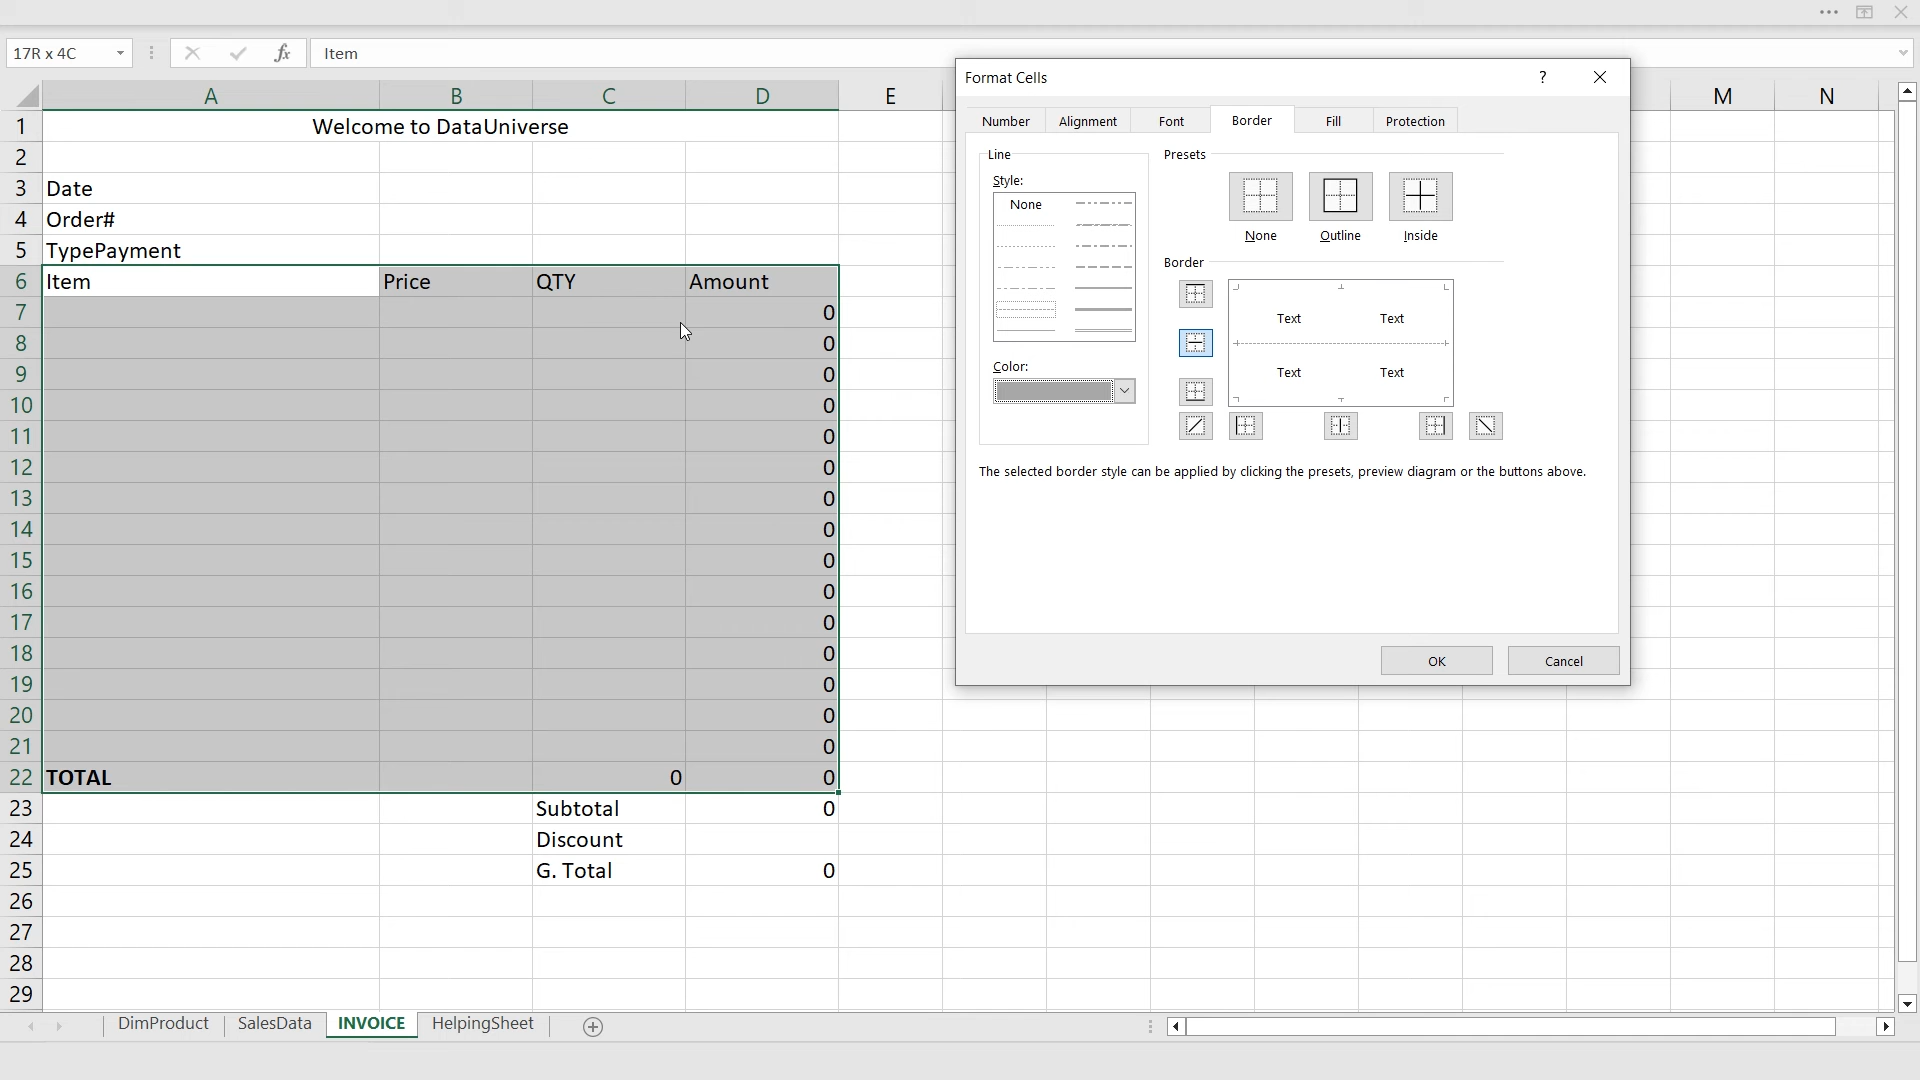 17R x 4C
fx
Item
A B C D E M N
1 Welcome to DataUniverse
2
3 Date
4 Order#
5 TypePayment
6 Item Price QTY Amount
7 0
8 0
9 0
10 0
11 0
12 0
13 0
14 0
15 0
16 0
17 0
18 0
19 0
20 0
21 0
22 TOTAL 0 0
23 Subtotal 0
24 Discount
25 G. Total 0
26
27
28
29
DimProduct SalesData INVOICE HelpingSheet
Format Cells ?
Number Alignment Font Border Fill Protection
Line
Style:
None
Color:
Presets
None Outline Inside
Border
Text Text
Text Text
The selected border style can be applied by clicking the presets, preview diagram or the buttons above.
OK Cancel